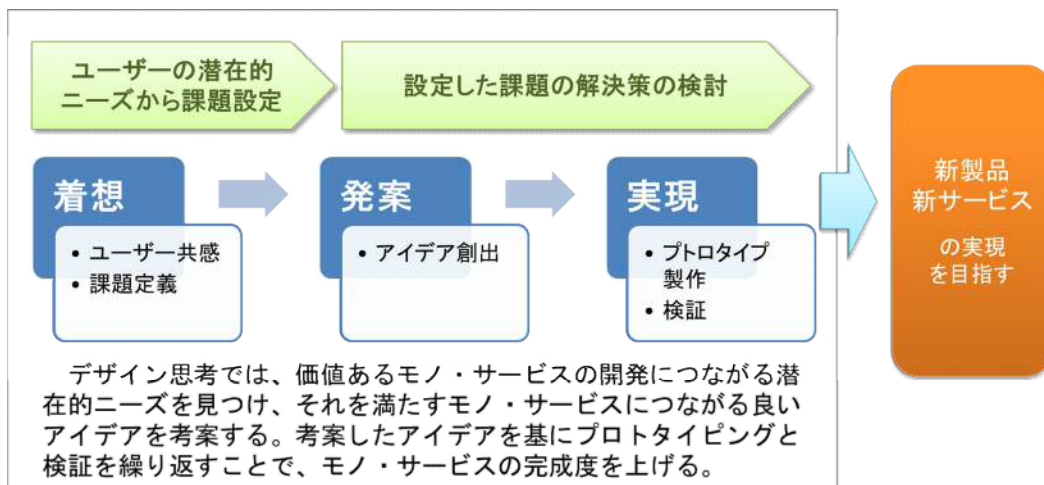 ユーザーの潜在的
ニーズから課題設定
設定した課題の解決策の検討
着想
• ユーザー共感
• 課題定義
発案
• アイデア創出
実現
• プトロタイプ
製作
• 検証
新製品
新サービス
の実現
を目指す
デザイン思考では、価値あるモノ・サービスの開発につながる潜
在的ニーズを見つけ、それを満たすモノ・サービスにつながる良い
アイデアを考案する。考案したアイデアを基にプロトタイピングと
検証を繰り返すことで、モノ・サービスの完成度を上げる。